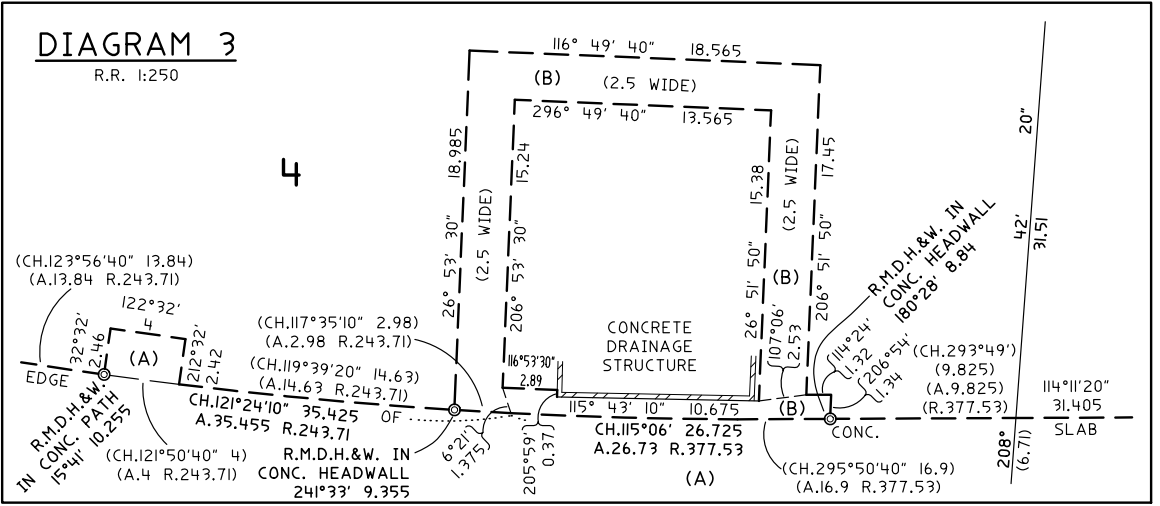 DIAGRAM 3
R.R. 1:250
4
116° 49' 40" 18.565
(B) (2.5 WIDE)
296° 49' 40" 13.565
18.985
26° 53' 30"
(2.5 WIDE)
15.24
206° 53' 30"
15.38
26° 51' 50"
(2.5 WIDE)
(B)
17.45
206° 51' 50"
20"
42'
31.51
208°
(6.71)
R.M.D.H.&W. IN
CONC. HEADWALL
180°28' 8.84
(CH.123°56'40" 13.84)
(A.13.84 R.243.71)
122°32'
4
32°32'
2.46
(A)
212°32'
2.42
EDGE
R.M.D.H.&W.
IN CONC. PATH
15°41' 10.255
(CH.121°50'40" 4)
(A.4 R.243.71)
(CH.117°35'10" 2.98)
(A.2.98 R.243.71)
(CH.119°39'20" 14.63)
(A.14.63 R.243.71)
CH.121°24'10" 35.425
A.35.455 R.243.71
OF
R.M.D.H.&W. IN
CONC. HEADWALL
241°33' 9.355
116°53'30"
2.89
6°21'
1.375
205°59'
0.37
CONCRETE
DRAINAGE
STRUCTURE
115° 43' 10" 10.675
CH.115°06' 26.725
A.26.73 R.377.53
(A)
107°06'
2.53
(B)
114°24'
1.32
206°54'
1.34
(CH.293°49')
(9.825)
(A.9.825)
(R.377.53)
CONC.
(CH.295°50'40" 16.9)
(A.16.9 R.377.53)
114°11'20"
31.405
SLAB